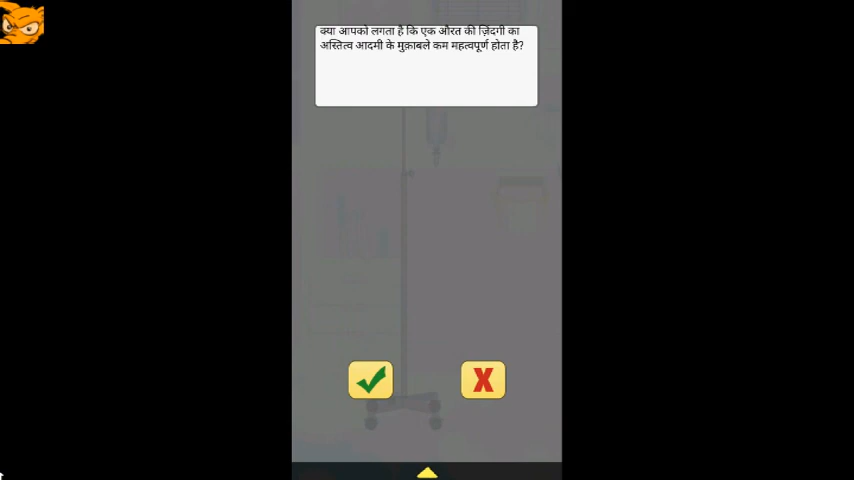 क्या आपको लगता है कि एक औरत की ज़िंदगी का
अस्तित्व आदमी के मुक़ाबले कम महत्वपूर्ण होता है?